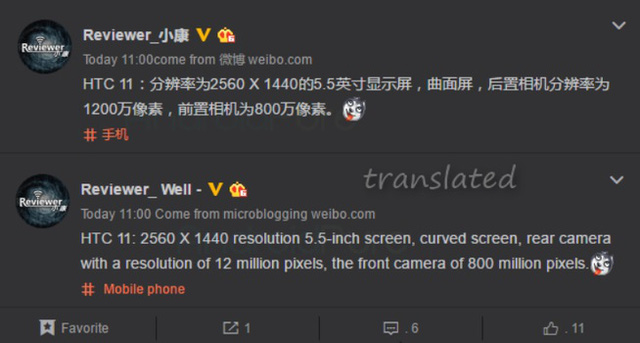 Reviewer_小康
Today 11:00come from 微博 weibo.com
HTC 11：分辨率为2560 X 1440的5.5英寸显示屏，曲面屏，后置相机分辨率为
1200万像素，前置相机为800万像素。
# 手机
Reviewer
小康
translated
Reviewer_ Well -
Today 11:00 Come from microblogging weibo.com
HTC 11: 2560 X 1440 resolution 5.5-inch screen, curved screen, rear camera
with a resolution of 12 million pixels, the front camera of 800 million pixels.
# Mobile phone
Reviewer
小康
Favorite
1
. 6
. 11